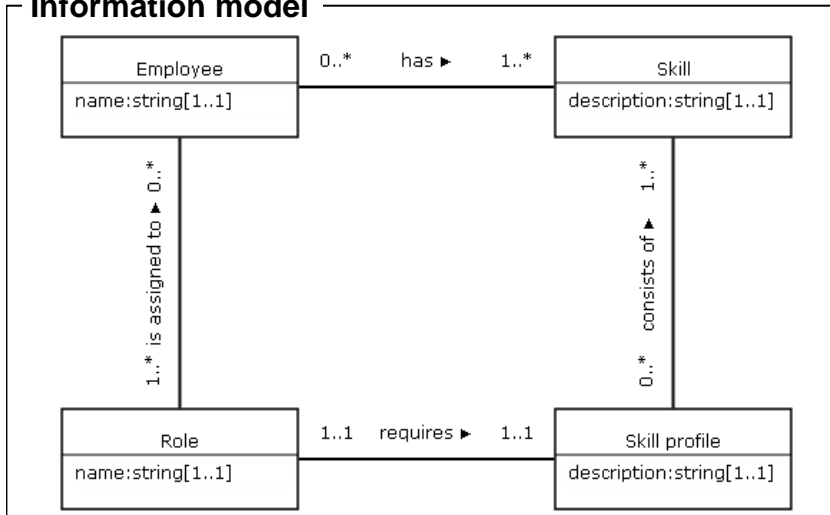 Information model
Employee
name:string[1..1]
0..* has ► 1..*
Skill
description:string[1..1]
1..* is assigned to ► 0..*
0..* consists of ► 1..*
Role
name:string[1..1]
1..1 requires ► 1..1
Skill profile
description:string[1..1]